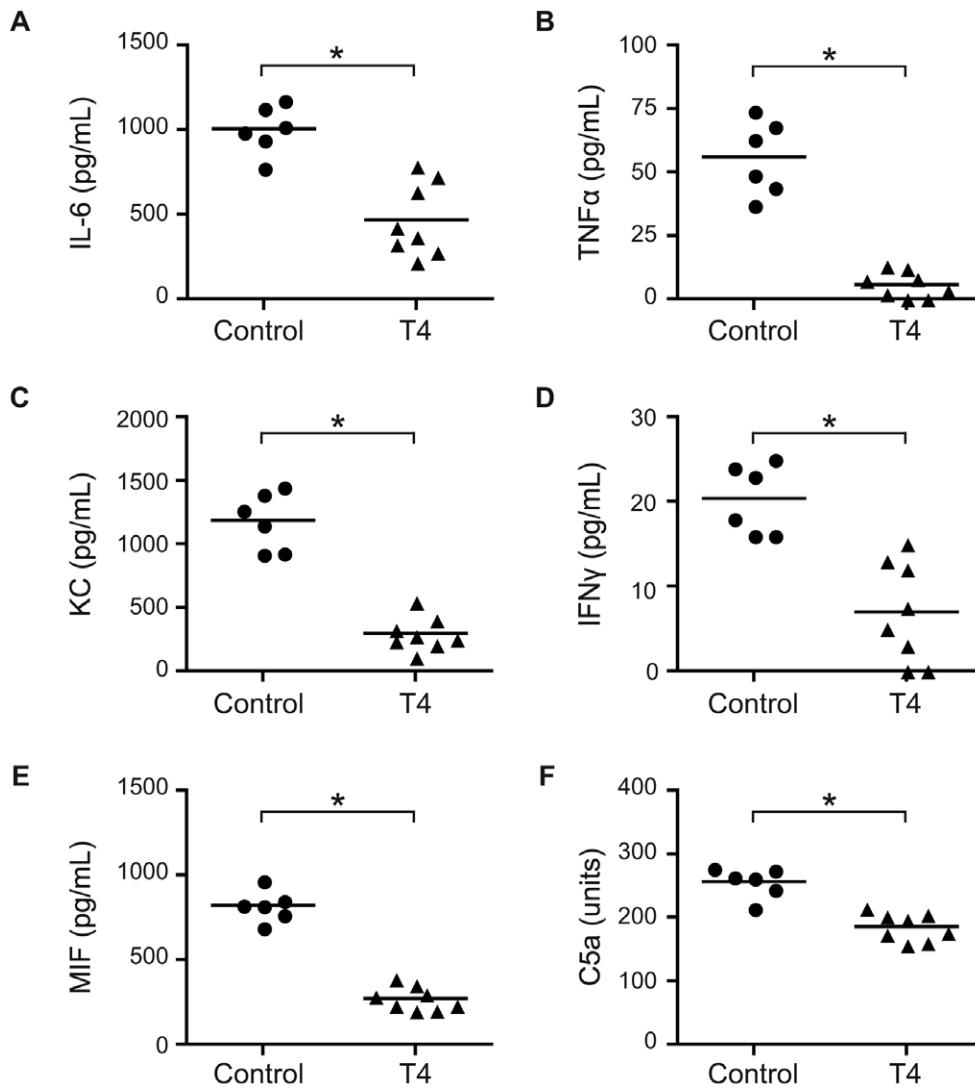 A
IL-6 (pg/mL)
1500
1000
500
0
*
Control
T4
B
TNFα (pg/mL)
100
75
50
25
0
*
Control
T4
C
KC (pg/mL)
2000
1500
1000
500
0
*
Control
T4
D
IFNγ (pg/mL)
30
20
10
0
*
Control
T4
E
MIF (pg/mL)
1500
1000
500
0
*
Control
T4
F
C5a (units)
400
300
200
100
0
*
Control
T4